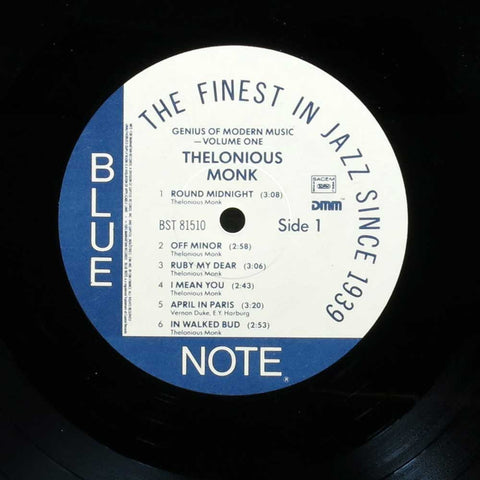 THE FINEST IN JAZZ SINCE 1939
GENIUS OF MODERN MUSIC
—VOLUME ONE
THELONIOUS
MONK
1 ROUND MIDNIGHT (3:08)
Thelonious Monk
SACEM
BST 81510
Side 1
DMM
2 OFF MINOR (2:58)
Thelonious Monk
3 RUBY MY DEAR (3:06)
Thelonious Monk
4 I MEAN YOU (2:43)
Thelonious Monk
5 APRIL IN PARIS (3:20)
Vernon Duke, E.Y. Harburg
6 IN WALKED BUD (2:53)
Thelonious Monk
BLUE
NOTE®